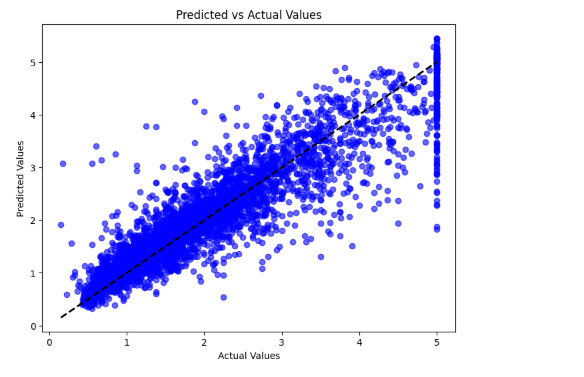 Predicted vs Actual Values
5
4
3
2
1
0
Predicted Values
0 1 2 3 4 5
Actual Values